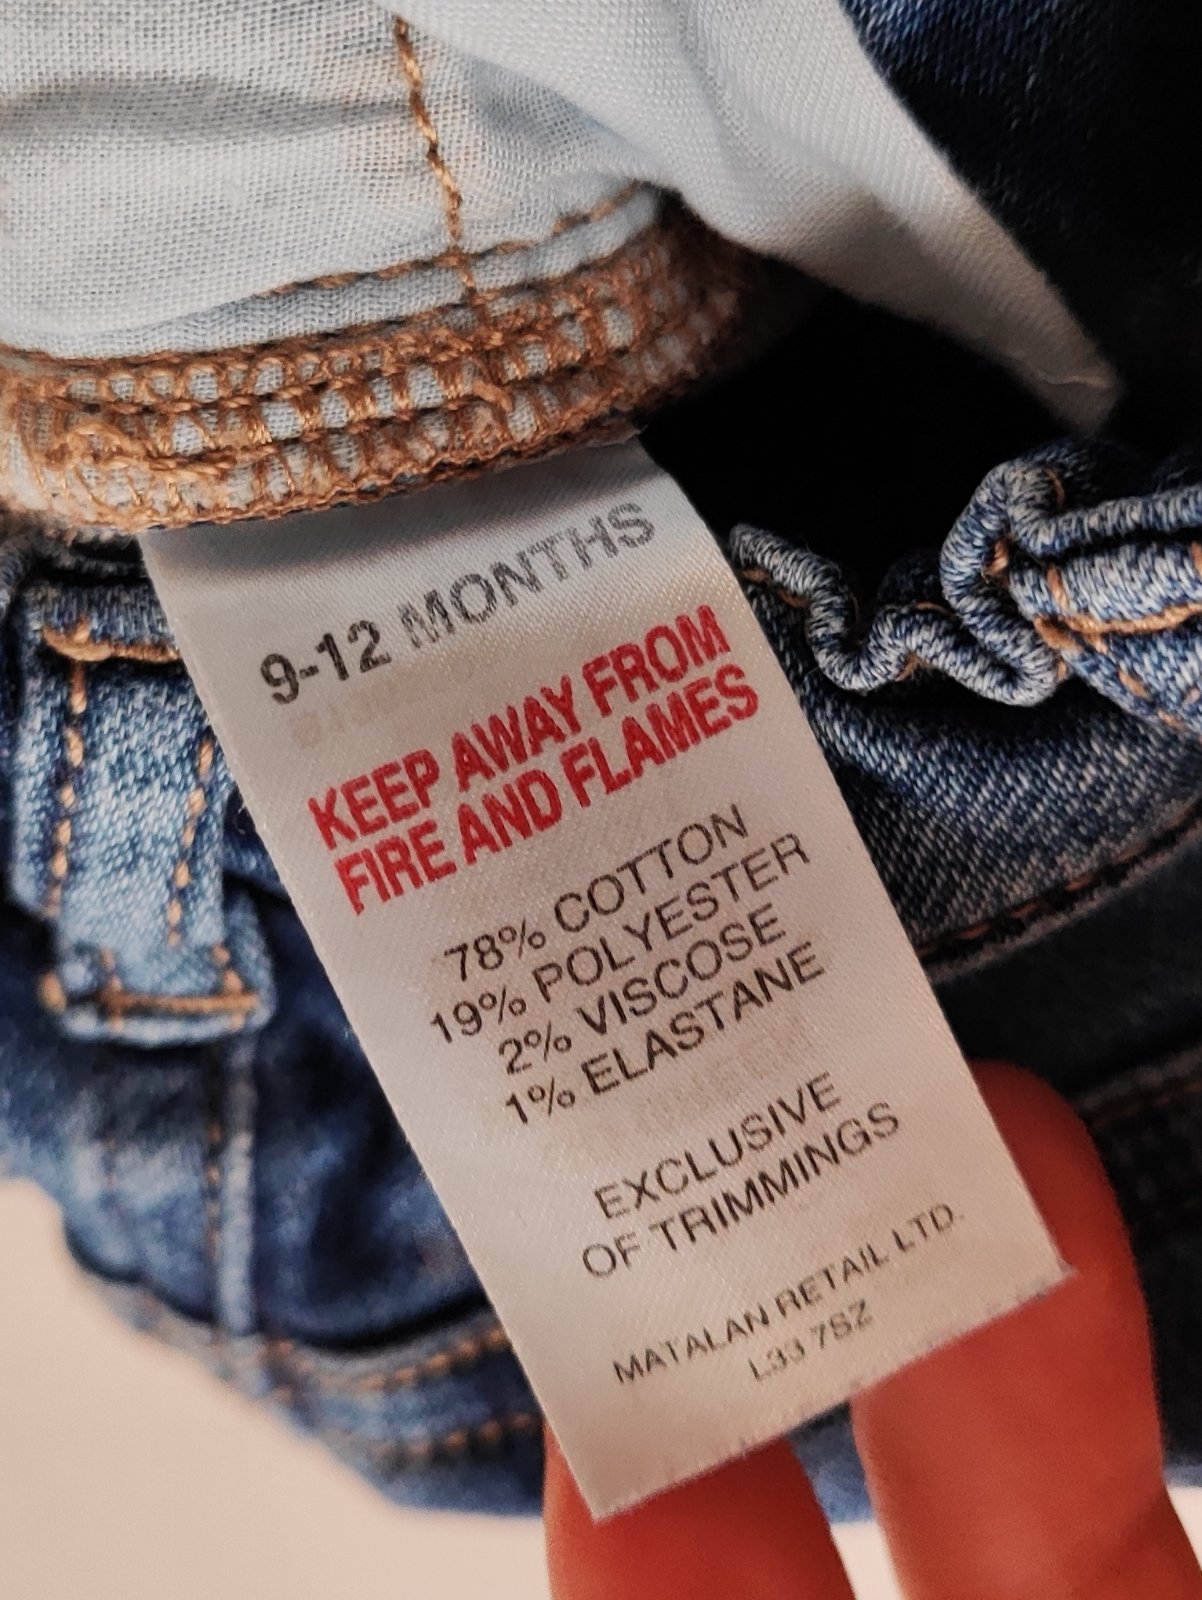 9-12 MONTHS
KEEP AWAY FROM
FIRE AND FLAMES
78% COTTON
19% POLYESTER
2% VISCOSE
1% ELASTANE
EXCLUSIVE
OF TRIMMINGS
MATALAN RETAIL LTD.
L33 7SZ